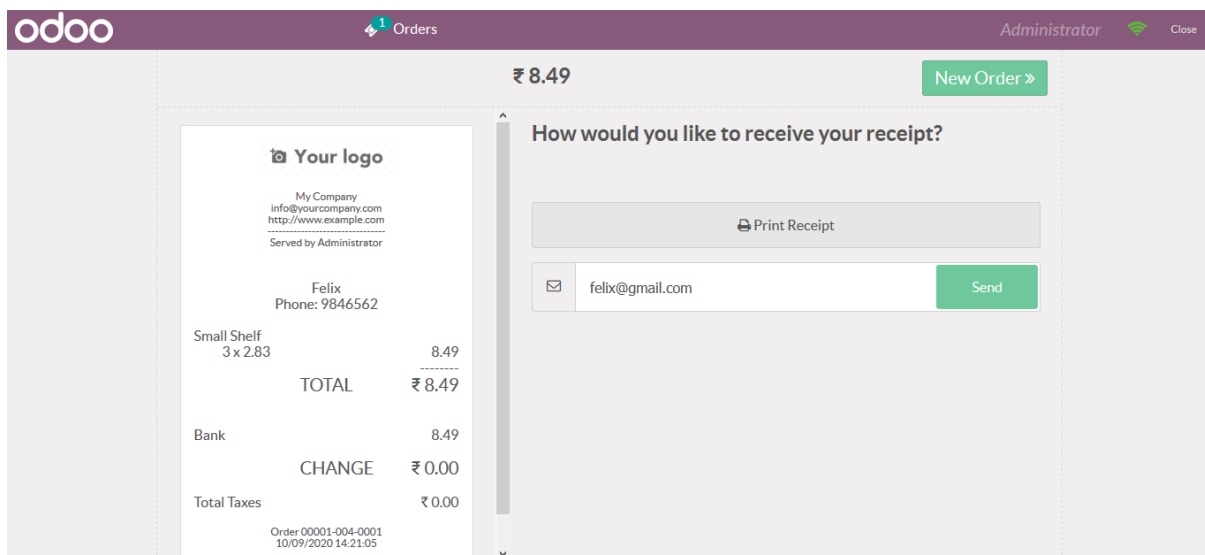 odoo
1 Orders
Administrator
Close
₹ 8.49
New Order »
Your logo
My Company
info@yourcompany.com
http://www.example.com
--------------------------------
Served by Administrator
Felix
Phone: 9846562
Small Shelf
3 x 2.83 8.49
--------
TOTAL ₹ 8.49
Bank 8.49
CHANGE ₹ 0.00
Total Taxes ₹ 0.00
Order 00001-004-0001
10/09/2020 14:21:05
How would you like to receive your receipt?
Print Receipt
felix@gmail.com
Send